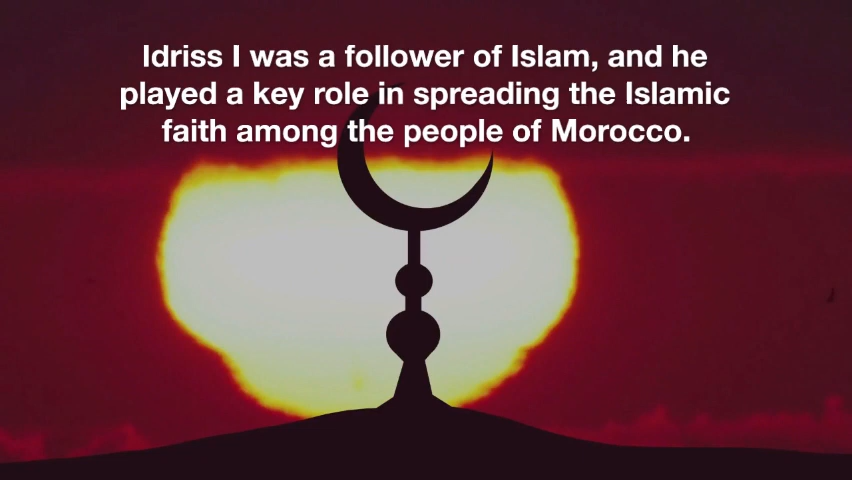 Idriss I was a follower of Islam, and he
played a key role in spreading the Islamic
faith among the people of Morocco.